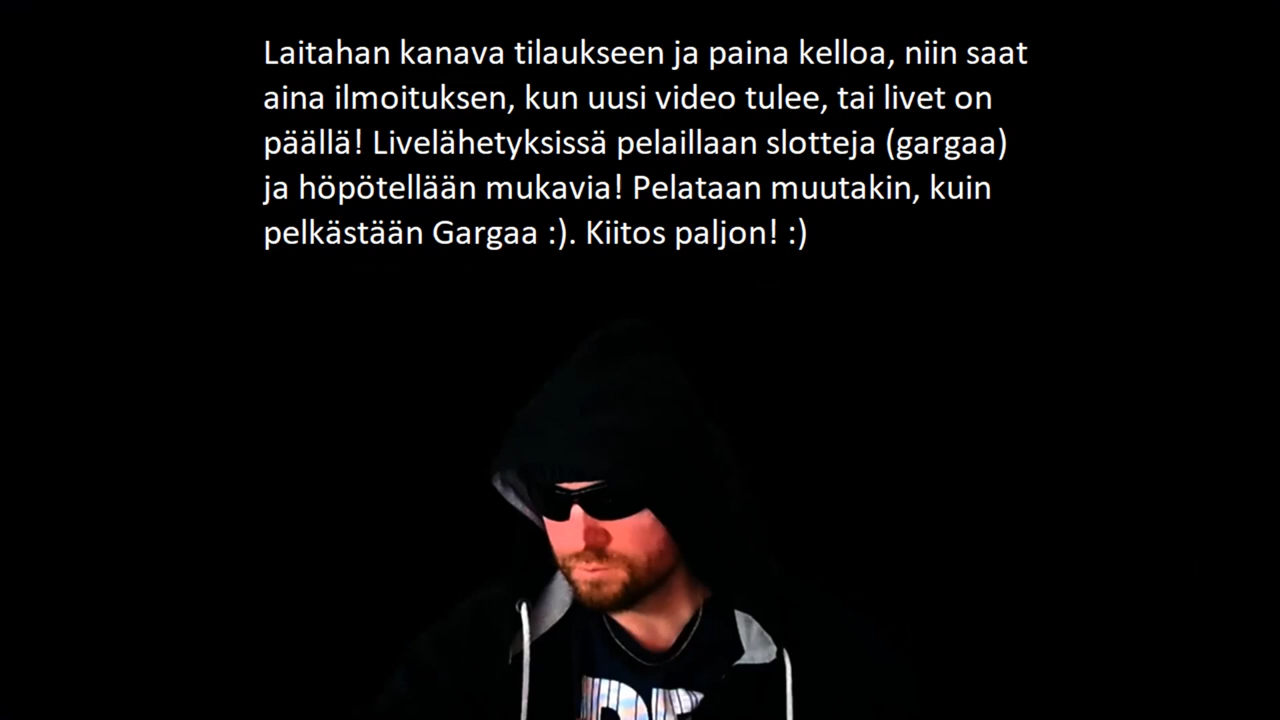 Laitahan kanava tilaukseen ja paina kelloa, niin saat
aina ilmoituksen, kun uusi video tulee, tai livet on
päällä! Livelähetyksissä pelaillaan slotteja (gargaa)
ja höpötellään mukavia! Pelataan muutakin, kuin
pelkästään Gargaa :). Kiitos paljon! :)